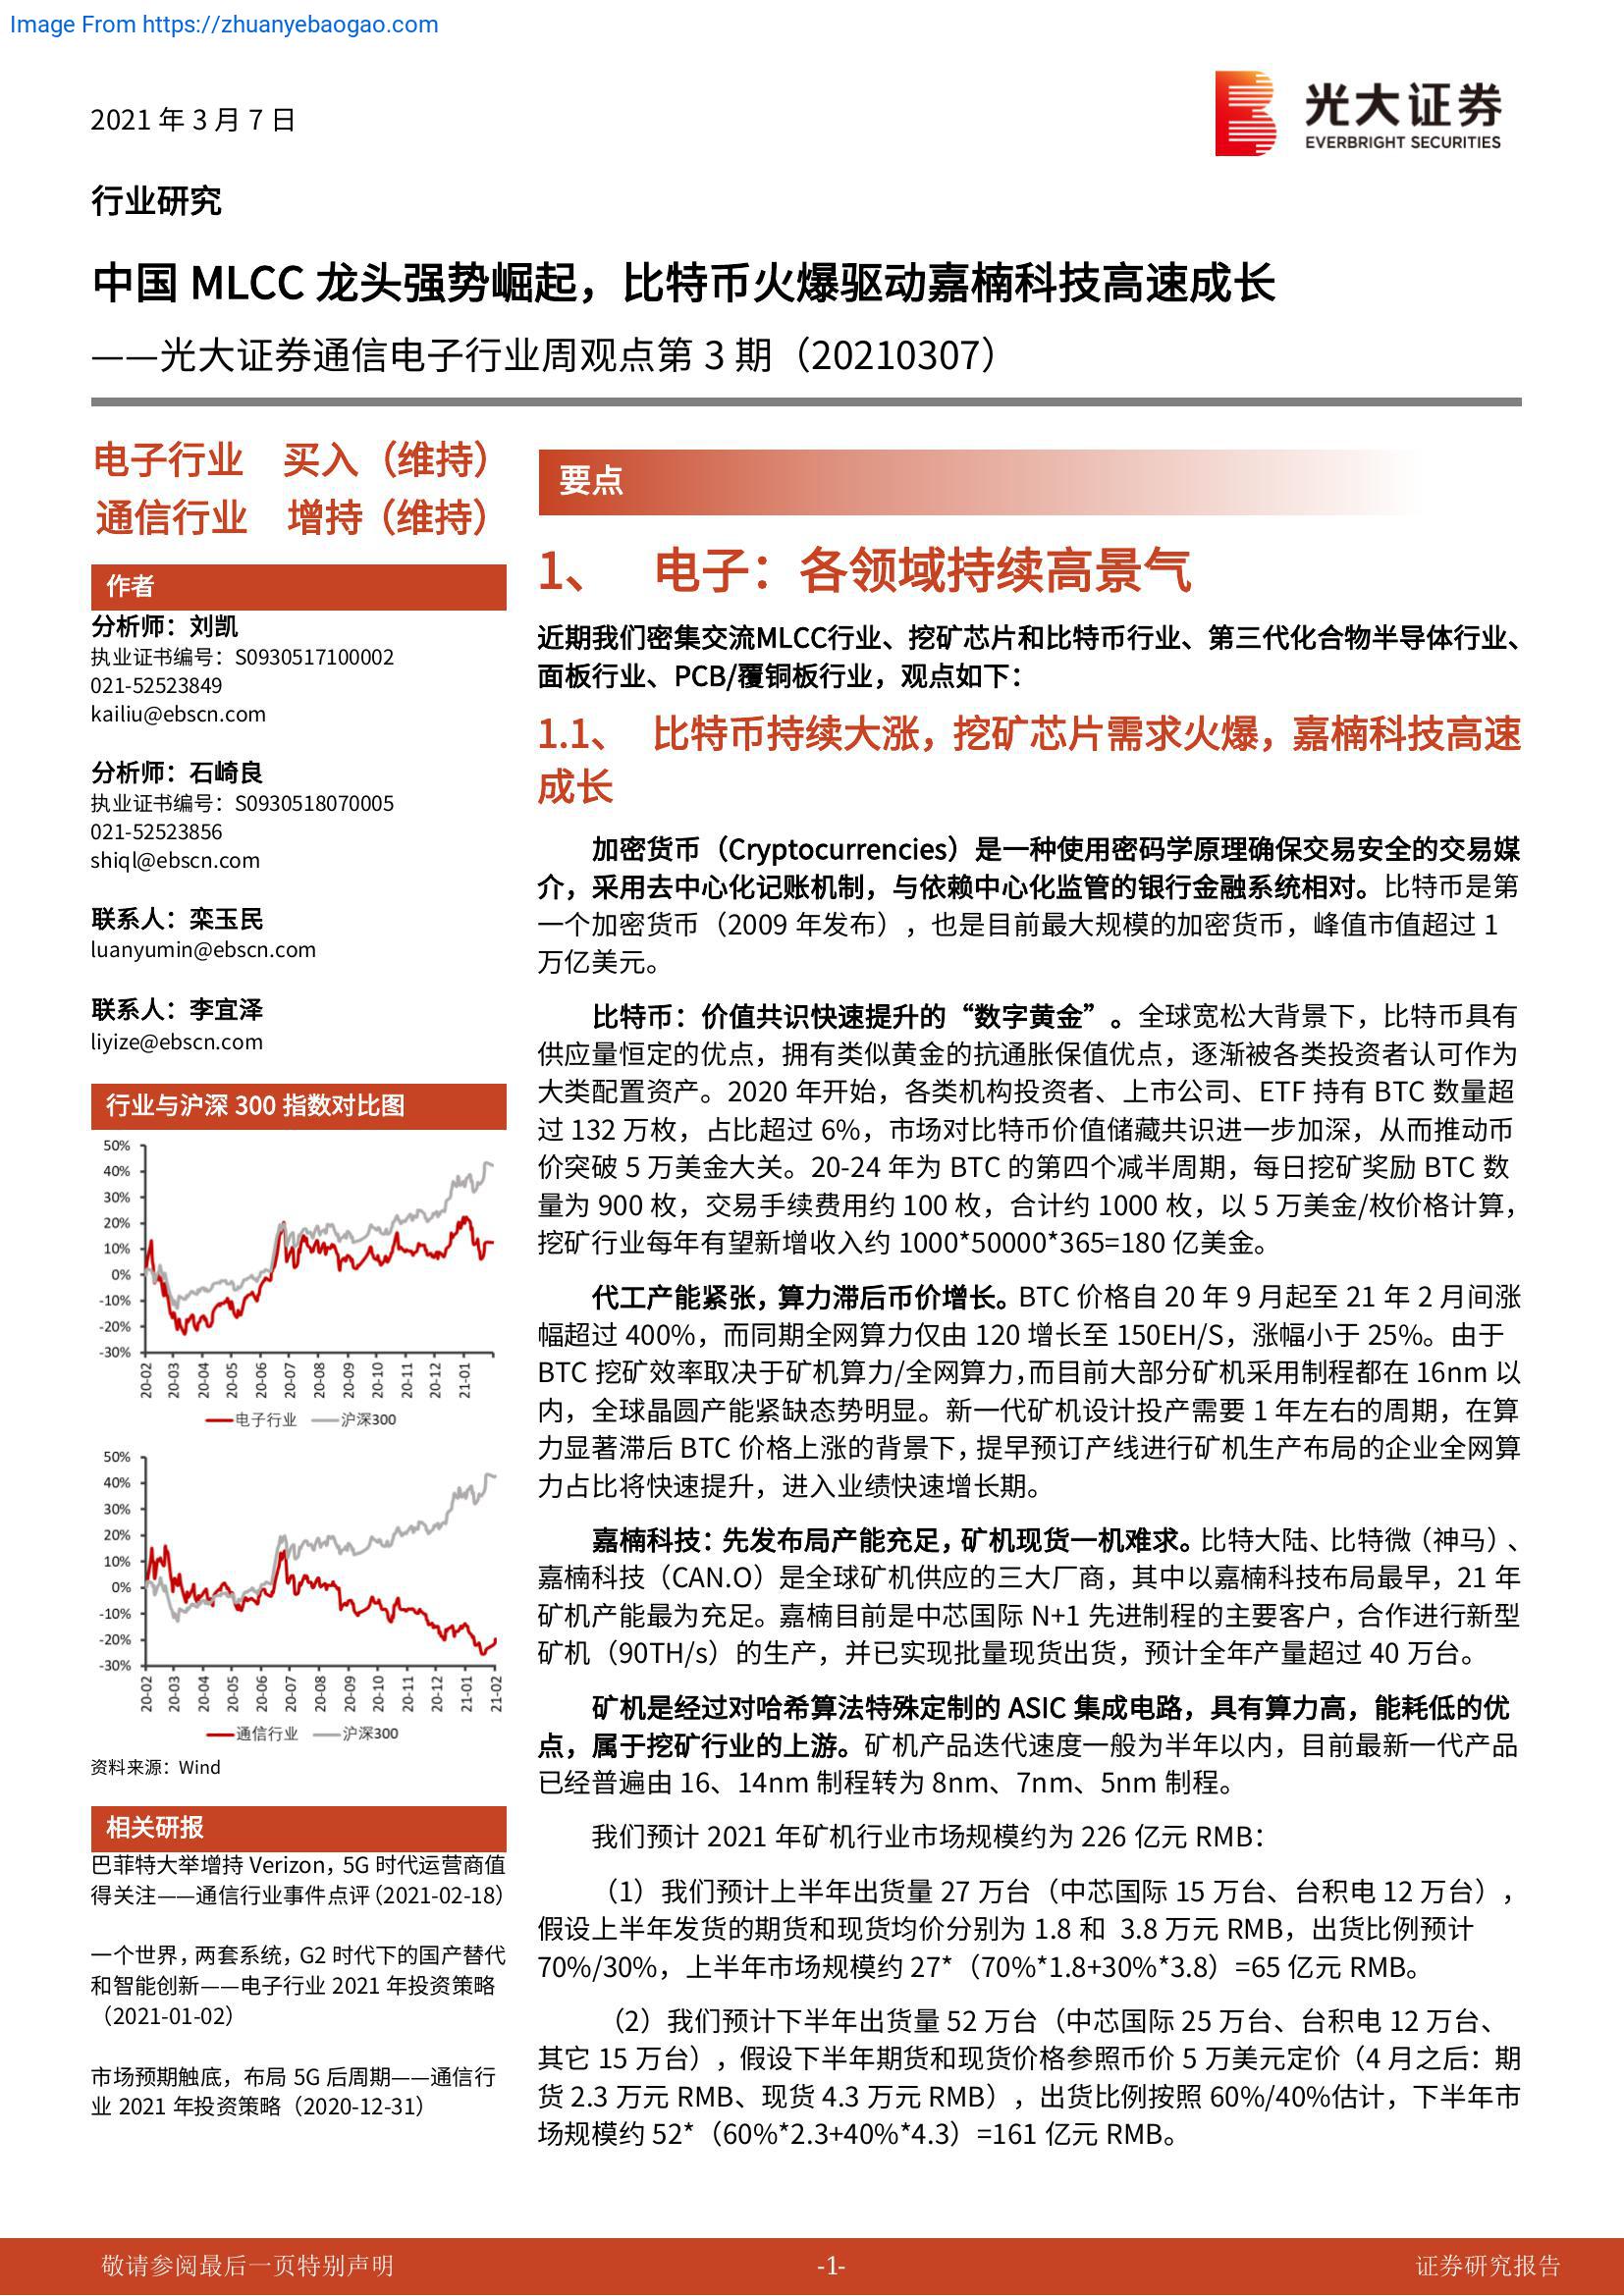 Image From https://zhuanyebaogao.com
2021 年 3 月 7 日
光大证券
EVERBRIGHT SECURITIES
行业研究
中国 MLCC 龙头强势崛起，比特币火爆驱动嘉楠科技高速成长
——光大证券通信电子行业周观点第 3 期（20210307）
电子行业 买入（维持）
通信行业 增持（维持）
作者
分析师：刘凯
执业证书编号：S0930517100002
021-52523849
kailiu@ebscn.com
分析师：石崎良
执业证书编号：S0930518070005
021-52523856
shiql@ebscn.com
联系人：栾玉民
luanyumin@ebscn.com
联系人：李宜泽
liyize@ebscn.com
行业与沪深 300 指数对比图
50%
40%
30%
20%
10%
0%
-10%
-20%
-30%
20-02
20-03
20-04
20-05
20-06
20-07
20-08
20-09
20-10
20-11
20-12
21-01
电子行业 沪深300
50%
40%
30%
20%
10%
0%
-10%
-20%
-30%
20-02
20-03
20-04
20-05
20-06
20-07
20-08
20-09
20-10
20-11
20-12
21-01
21-02
通信行业 沪深300
资料来源：Wind
相关研报
巴菲特大举增持 Verizon，5G 时代运营商值
得关注——通信行业事件点评（2021-02-18）
一个世界，两套系统，G2 时代下的国产替代
和智能创新——电子行业 2021 年投资策略
（2021-01-02）
市场预期触底，布局 5G 后周期——通信行
业 2021 年投资策略（2020-12-31）
要点
1、 电子：各领域持续高景气
近期我们密集交流MLCC行业、挖矿芯片和比特币行业、第三代化合物半导体行业、
面板行业、PCB/覆铜板行业，观点如下：
1.1、 比特币持续大涨，挖矿芯片需求火爆，嘉楠科技高速
成长
加密货币（Cryptocurrencies）是一种使用密码学原理确保交易安全的交易媒
介，采用去中心化记账机制，与依赖中心化监管的银行金融系统相对。比特币是第
一个加密货币（2009 年发布），也是目前最大规模的加密货币，峰值市值超过 1
万亿美元。
比特币：价值共识快速提升的“数字黄金”。全球宽松大背景下，比特币具有
供应量恒定的优点，拥有类似黄金的抗通胀保值优点，逐渐被各类投资者认可作为
大类配置资产。2020 年开始，各类机构投资者、上市公司、ETF 持有 BTC 数量超
过 132 万枚，占比超过 6%，市场对比特币价值储藏共识进一步加深，从而推动币
价突破 5 万美金大关。20-24 年为 BTC 的第四个减半周期，每日挖矿奖励 BTC 数
量为 900 枚，交易手续费用约 100 枚，合计约 1000 枚，以 5 万美金/枚价格计算，
挖矿行业每年有望新增收入约 1000*50000*365=180 亿美金。
代工产能紧张，算力滞后币价增长。BTC 价格自 20 年 9 月起至 21 年 2 月间涨
幅超过 400%，而同期全网算力仅由 120 增长至 150EH/S，涨幅小于 25%。由于
BTC 挖矿效率取决于矿机算力/全网算力，而目前大部分矿机采用制程都在 16nm 以
内，全球晶圆产能紧缺态势明显。新一代矿机设计投产需要 1 年左右的周期，在算
力显著滞后 BTC 价格上涨的背景下，提早预订产线进行矿机生产布局的企业全网算
力占比将快速提升，进入业绩快速增长期。
嘉楠科技：先发布局产能充足，矿机现货一机难求。比特大陆、比特微（神马）、
嘉楠科技（CAN.O）是全球矿机供应的三大厂商，其中以嘉楠科技布局最早，21 年
矿机产能最为充足。嘉楠目前是中芯国际 N+1 先进制程的主要客户，合作进行新型
矿机（90TH/s）的生产，并已实现批量现货出货，预计全年产量超过 40 万台。
矿机是经过对哈希算法特殊定制的 ASIC 集成电路，具有算力高，能耗低的优
点，属于挖矿行业的上游。矿机产品迭代速度一般为半年以内，目前最新一代产品
已经普遍由 16、14nm 制程转为 8nm、7nm、5nm 制程。
我们预计 2021 年矿机行业市场规模约为 226 亿元 RMB：
（1）我们预计上半年出货量 27 万台（中芯国际 15 万台、台积电 12 万台），
假设上半年发货的期货和现货均价分别为 1.8 和 3.8 万元 RMB，出货比例预计
70%/30%，上半年市场规模约 27*（70%*1.8+30%*3.8）=65 亿元 RMB。
（2）我们预计下半年出货量 52 万台（中芯国际 25 万台、台积电 12 万台、
其它 15 万台），假设下半年期货和现货价格参照币价 5 万美元定价（4 月之后：期
货 2.3 万元 RMB、现货 4.3 万元 RMB），出货比例按照 60%/40%估计，下半年市
场规模约 52*（60%*2.3+40%*4.3）=161 亿元 RMB。
敬请参阅最后一页特别声明
-1-
证券研究报告